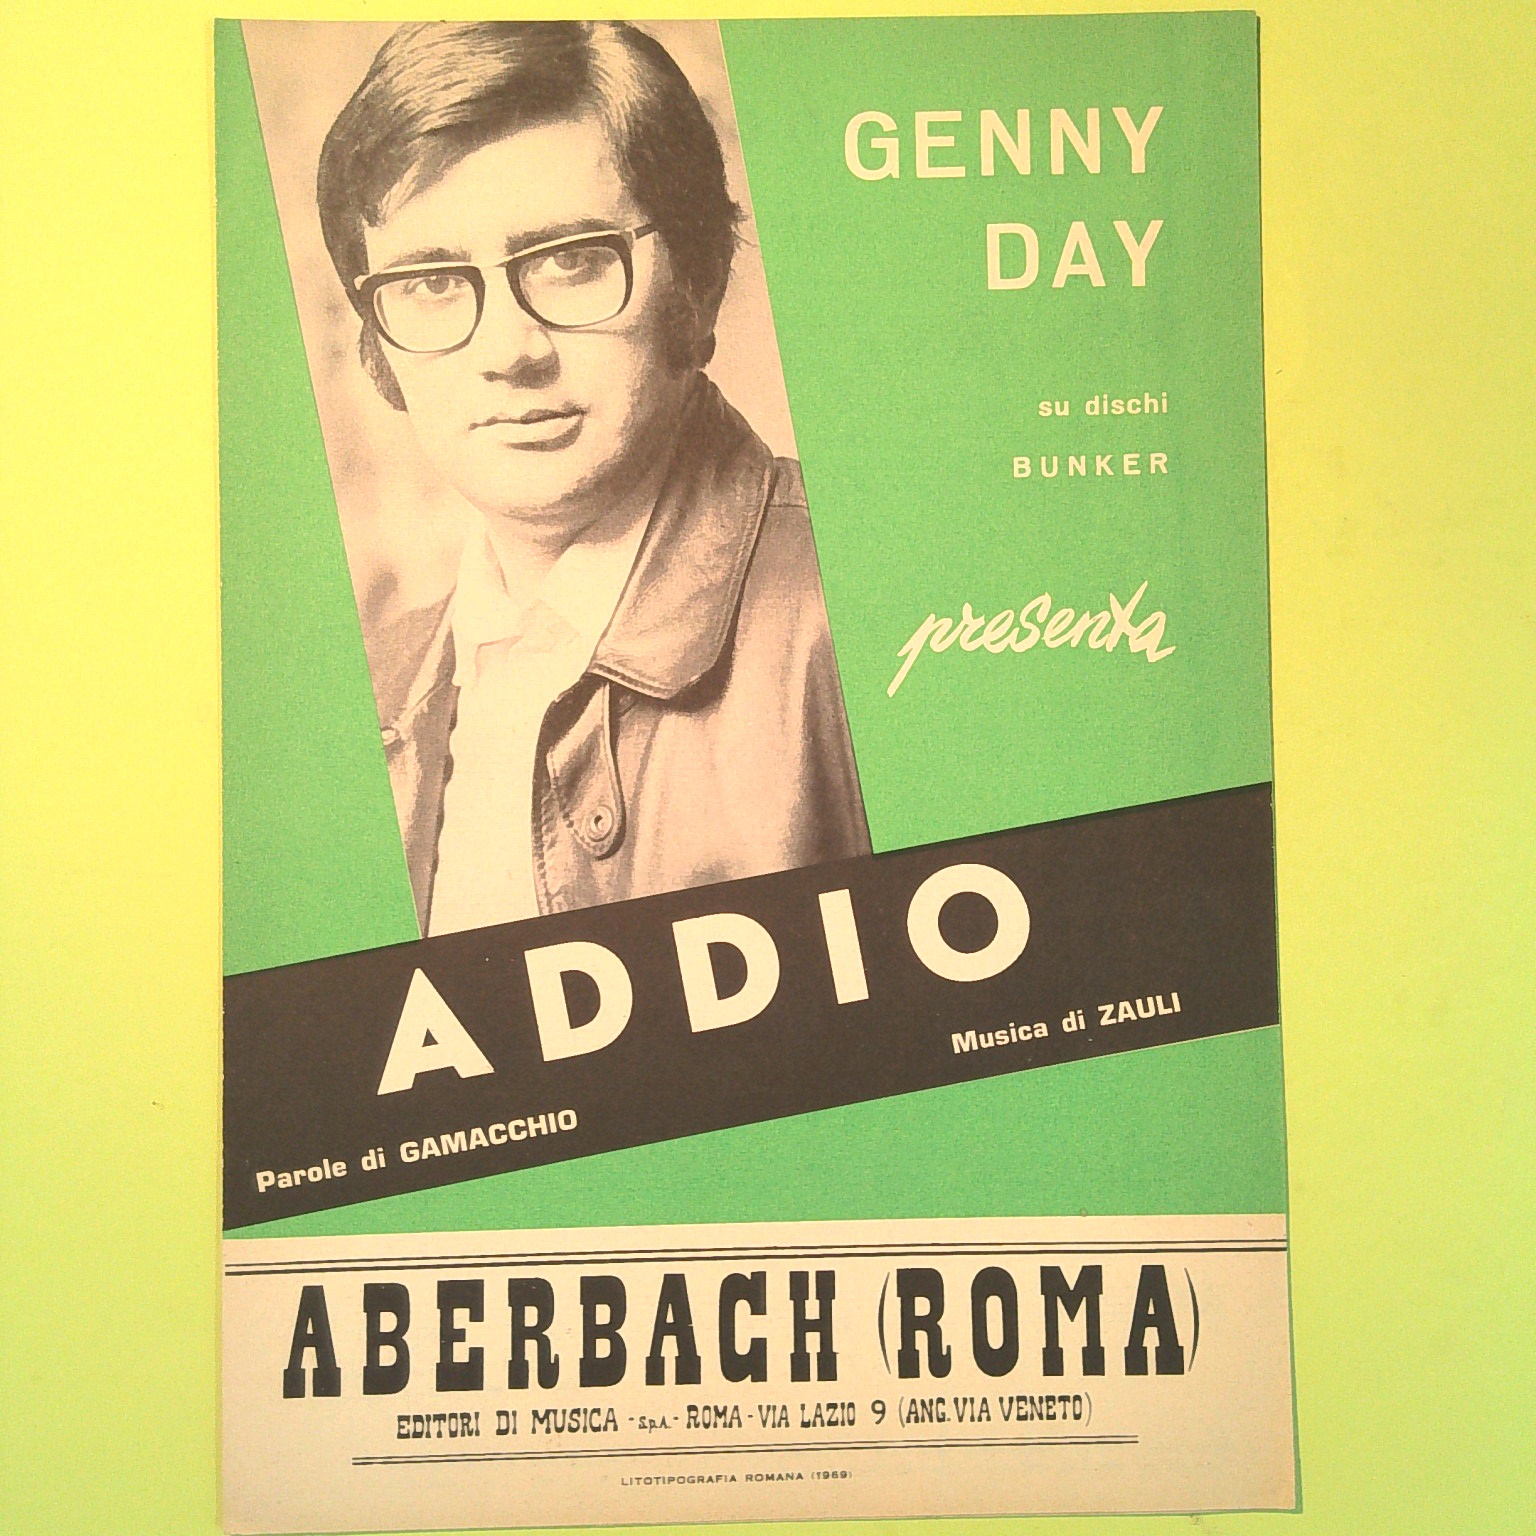 GENNY
DAY
su dischi
BUNKER
presenta
ADDIO
Musica di ZAULI
Parole di GAMACCHIO
ABERBACH (ROMA)
EDITORI DI MUSICA - S.p.A. - ROMA - VIA LAZIO 9 (ANG. VIA VENETO)
LITOTIPOGRAFIA ROMANA (1969)